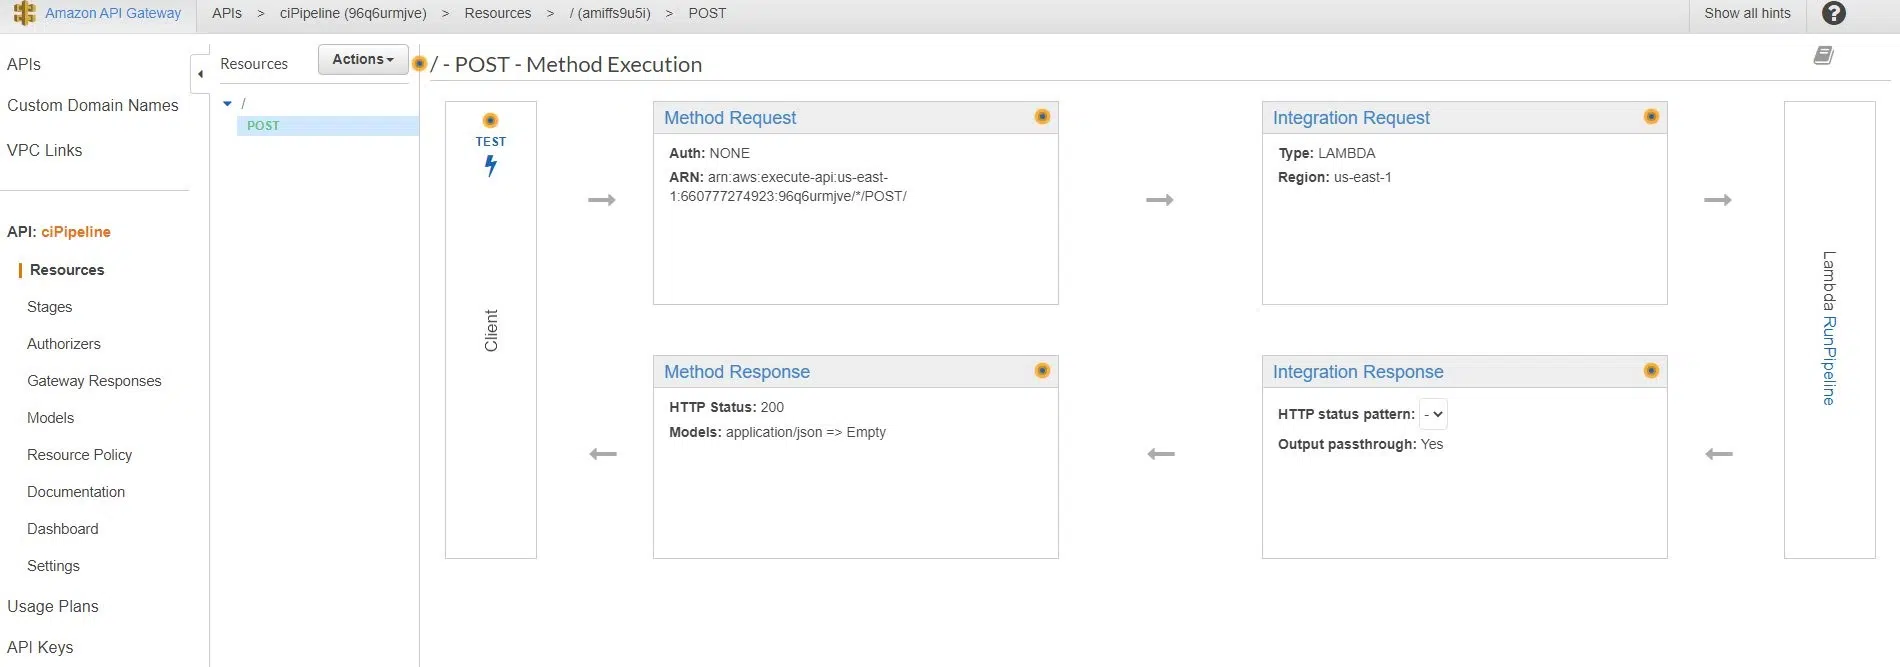 Amazon API Gateway
APIs > ciPipeline (96q6urmjve) > Resources > / (amiffs9u5i) > POST
Show all hints
?
APIs
Custom Domain Names
VPC Links
API: ciPipeline
Resources
Stages
Authorizers
Gateway Responses
Models
Resource Policy
Documentation
Dashboard
Settings
Usage Plans
API Keys
Resources
Actions
/
POST
/ - POST - Method Execution
TEST
Client
Method Request
Auth: NONE
ARN: arn:aws:execute-api:us-east-
1:660777274923:96q6urmjve/*/POST/
Integration Request
Type: LAMBDA
Region: us-east-1
Lambda RunPipeline
Method Response
HTTP Status: 200
Models: application/json => Empty
Integration Response
HTTP status pattern: -
Output passthrough: Yes